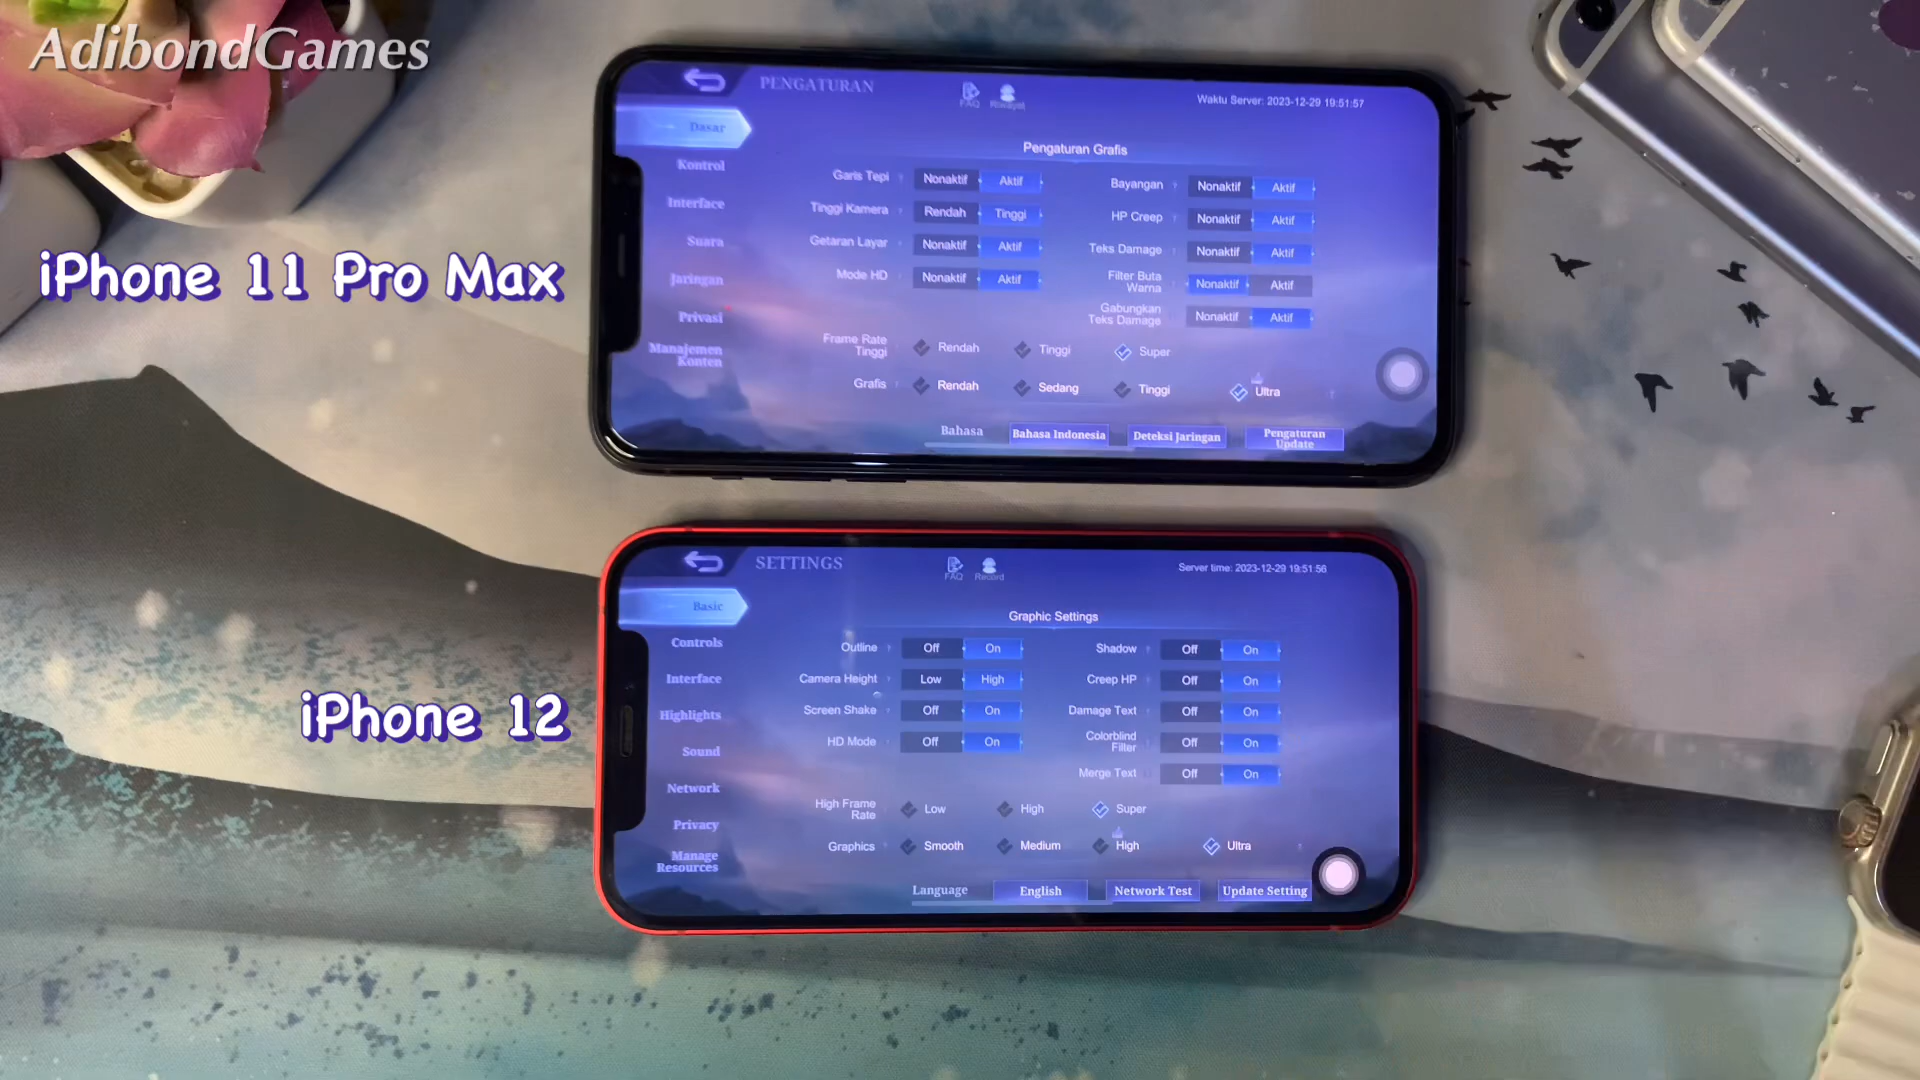 AdibondGames
PENGATURAN
FAQ
Riwayat
Waktu Server: 2023-12-29 19:51:57
Dasar
Kontrol
Interface
Suara
Jaringan
Privasi
Manajemen
Konten
Pengaturan Grafis
Garis Tepi Nonaktif Aktif
Bayangan Nonaktif Aktif
Tinggi Kamera Rendah Tinggi
HP Creep Nonaktif Aktif
Getaran Layar Nonaktif Aktif
Teks Damage Nonaktif Aktif
Mode HD Nonaktif Aktif
Filter Buta
Warna Nonaktif Aktif
Gabungkan
Teks Damage Nonaktif Aktif
Frame Rate
Tinggi Rendah Tinggi Super
Grafis Rendah Sedang Tinggi Ultra
Bahasa Bahasa Indonesia Deteksi Jaringan Pengaturan
Update
iPhone 11 Pro Max
SETTINGS
FAQ
Record
Server time: 2023-12-29 19:51:56
Basic
Controls
Interface
Highlights
Sound
Network
Privacy
Manage
Resources
Graphic Settings
Outline Off On
Shadow Off On
Camera Height Low High
Creep HP Off On
Screen Shake Off On
Damage Text Off On
HD Mode Off On
Colorblind
Filter Off On
Merge Text Off On
High Frame
Rate Low High Super
Graphics Smooth Medium High Ultra
Language English Network Test Update Setting
iPhone 12